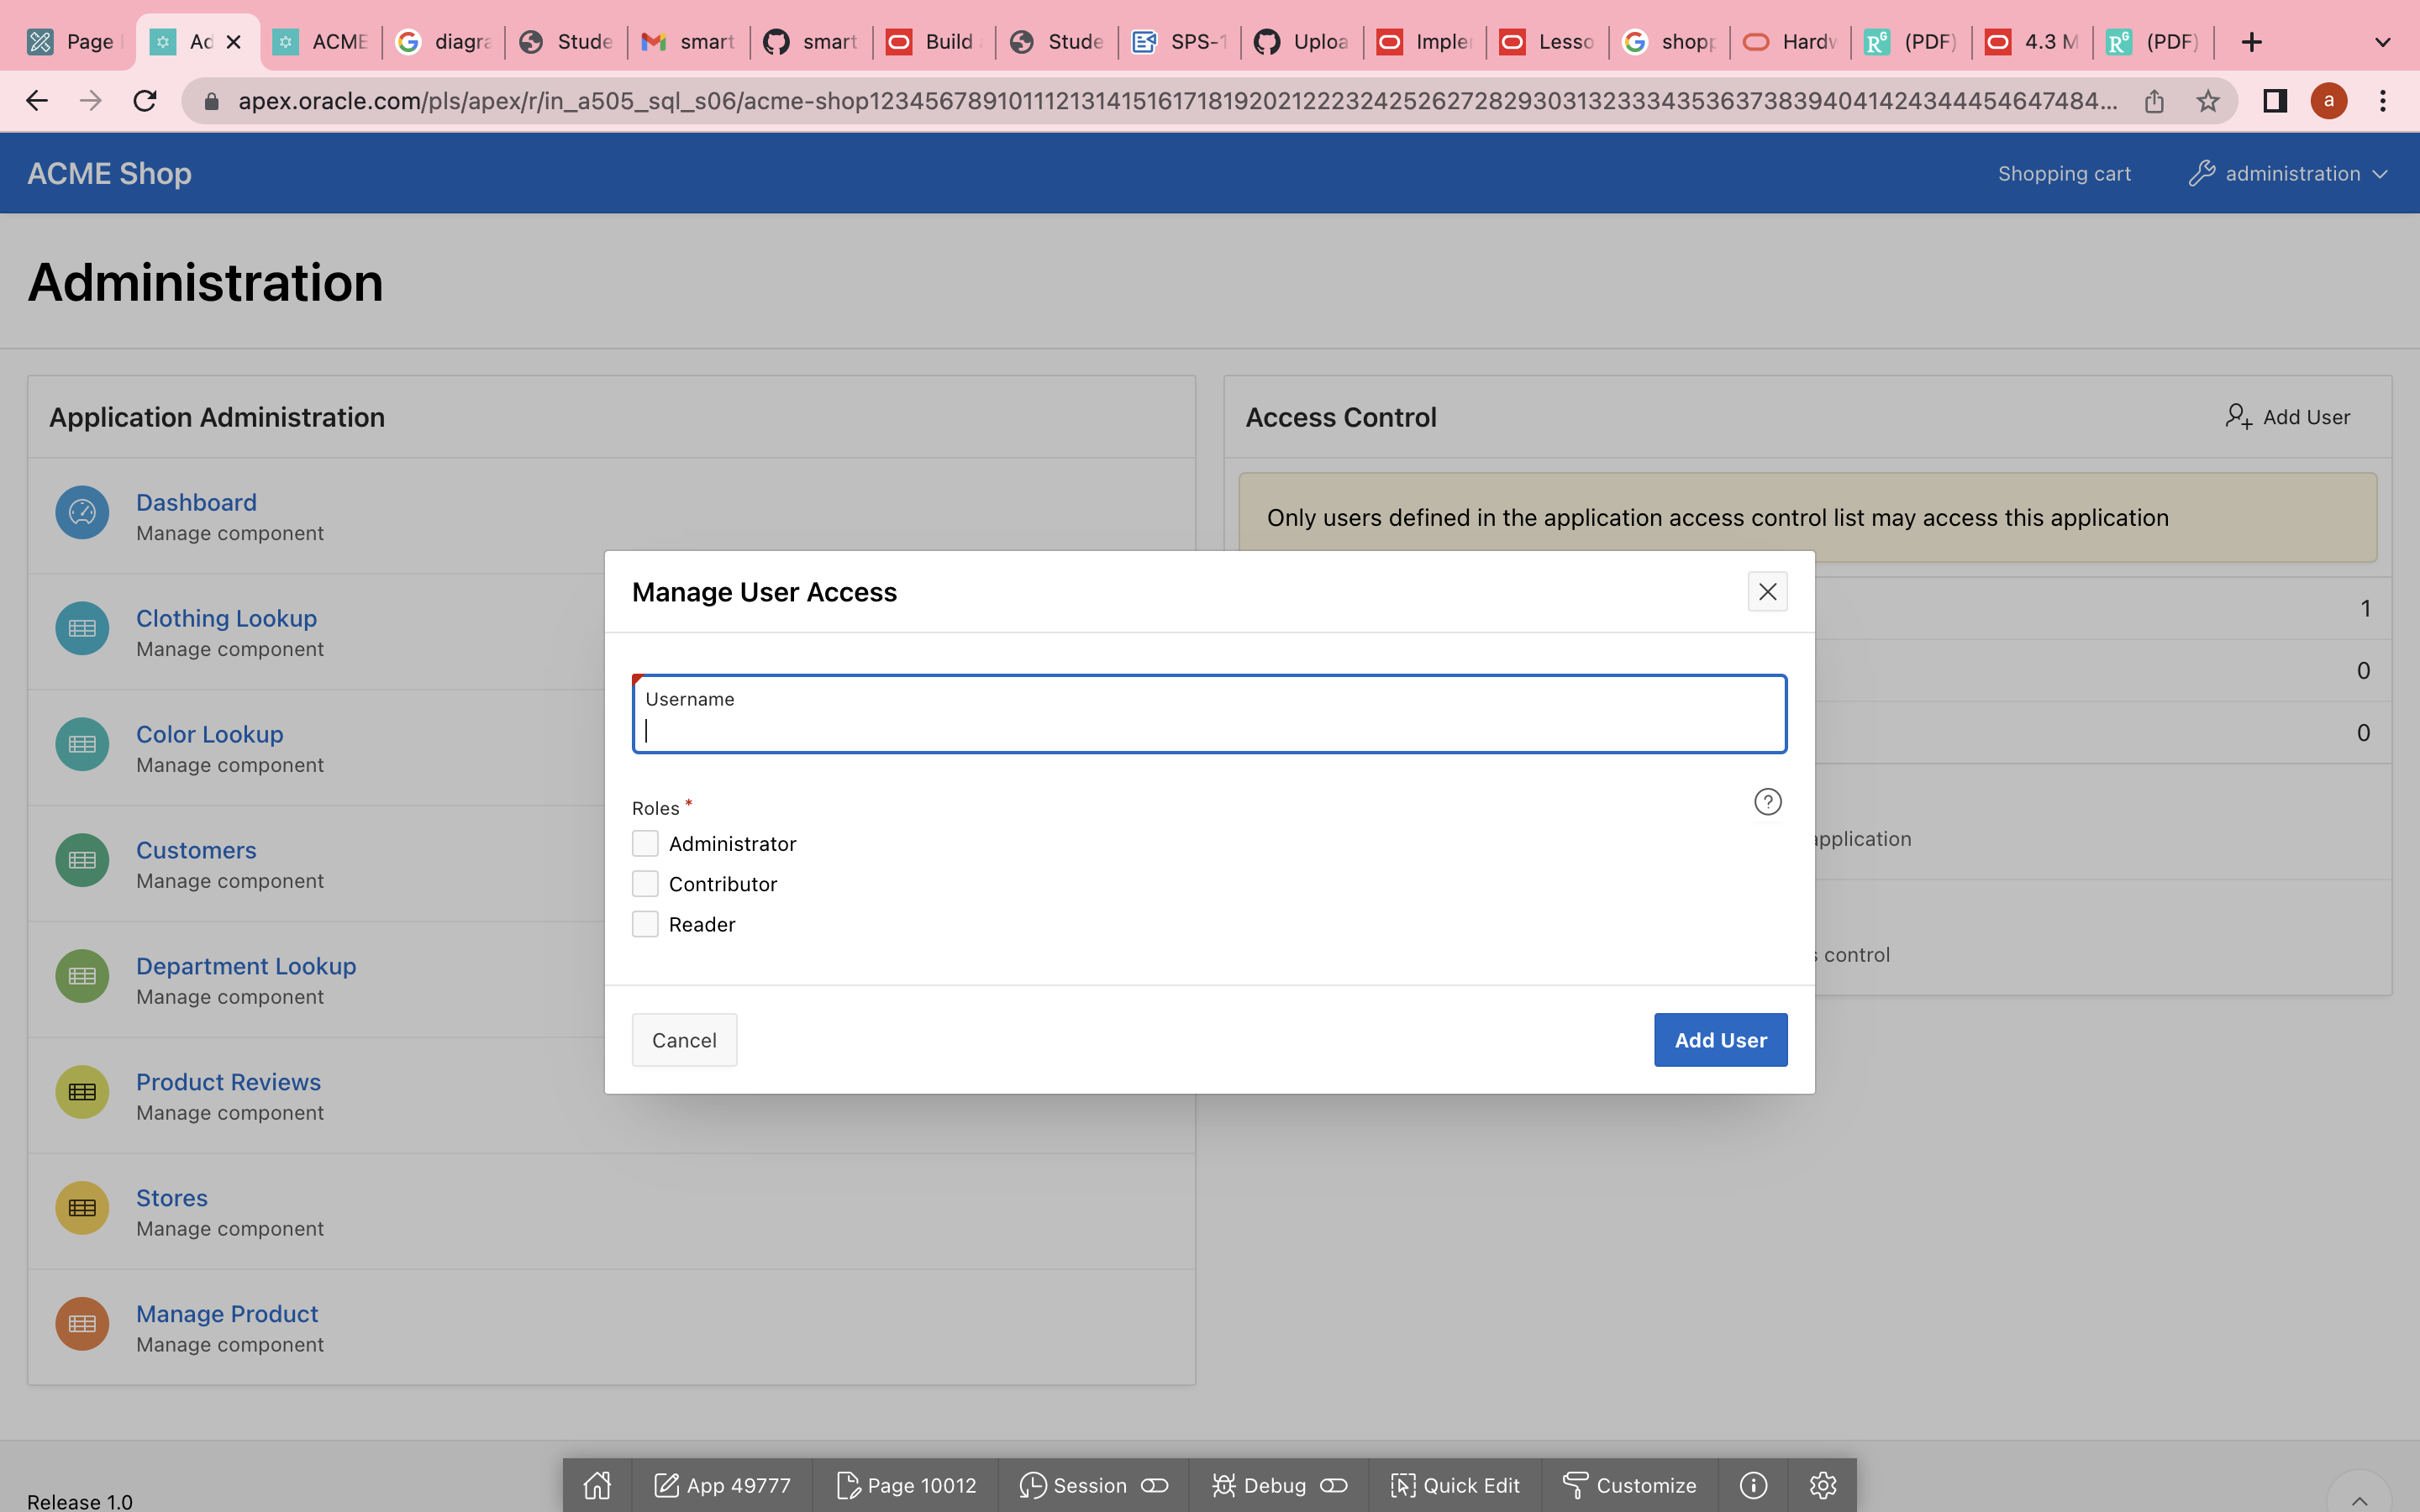 Page
Ad
ACME
diagra
Stude
smart
smart
Build
Stude
SPS-1
Uploa
Imple
Lesso
shopp
Hardw
(PDF)
4.3 M
(PDF)
apex.oracle.com/pls/apex/r/in_a505_sql_s06/acme-shop123456789101112131415161718192021222324252627282930313233343536373839404142434445464748 4...
a
ACME Shop
Shopping cart
administration
Administration
Application Administration
Dashboard
Manage component
Clothing Lookup
Manage component
Color Lookup
Manage component
Customers
Manage component
Department Lookup
Manage component
Product Reviews
Manage component
Stores
Manage component
Manage Product
Manage component
Access Control
Add User
Only users defined in the application access control list may access this application
1
0
0
application
control
Manage User Access
Username
Roles *
Administrator
Contributor
Reader
Cancel
Add User
Release 1.0
App 49777
Page 10012
Session
Debug
Quick Edit
Customize